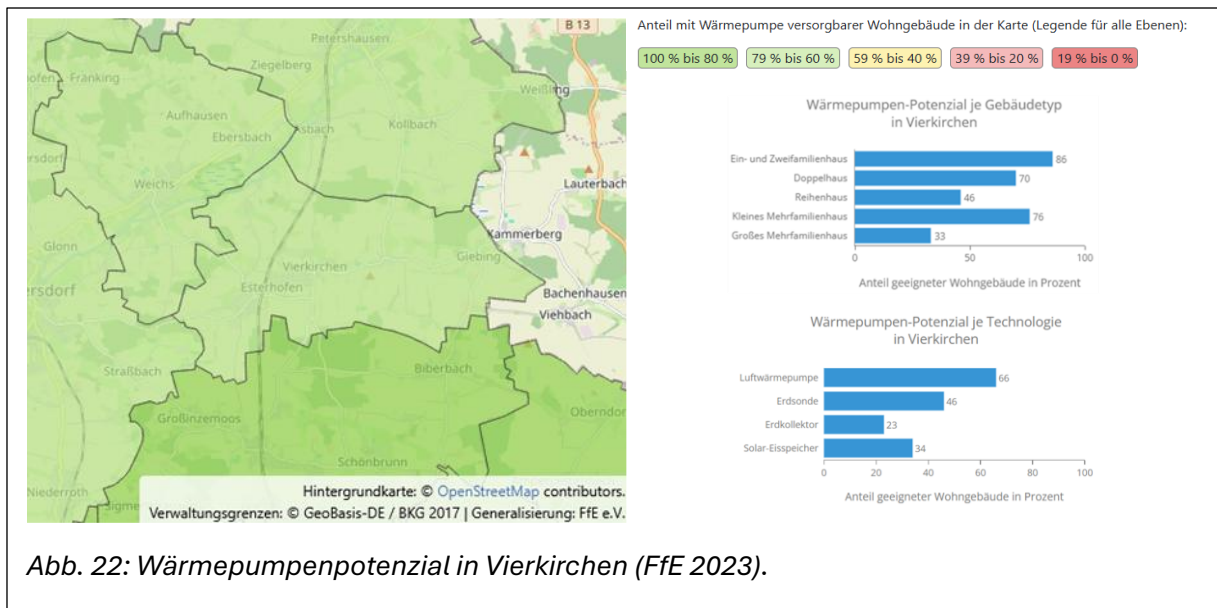 B 13
Petershausen
Ziegelberg
Fränking
Weißling
Aufhausen
Asbach
Kollbach
Ebersbach
ersdorf
Weichs
Lauterbach
Glonn
Kammerberg
Vierkirchen
Giebing
ersdorf
Esterhofen
Bachenhausen
Viehbach
Straßbach
Biberbach
Großinzemoos
Oberndor
Schönbrunn
Niederroth
Sigme
Hintergrundkarte: © OpenStreetMap contributors.
Verwaltungsgrenzen: © GeoBasis-DE / BKG 2017 | Generalisierung: FfE e.V.
Anteil mit Wärmepumpe versorgbarer Wohngebäude in der Karte (Legende für alle Ebenen):
100 % bis 80 % 79 % bis 60 % 59 % bis 40 % 39 % bis 20 % 19 % bis 0 %
Wärmepumpen-Potenzial je Gebäudetyp
in Vierkirchen
Ein- und Zweifamilienhaus 86
Doppelhaus 70
Reihenhaus 46
Kleines Mehrfamilienhaus 76
Großes Mehrfamilienhaus 33
0 50 100
Anteil geeigneter Wohngebäude in Prozent
Wärmepumpen-Potenzial je Technologie
in Vierkirchen
Luftwärmepumpe 66
Erdsonde 46
Erdkollektor 23
Solar-Eisspeicher 34
0 20 40 60 80 100
Anteil geeigneter Wohngebäude in Prozent
Abb. 22: Wärmepumpenpotenzial in Vierkirchen (FfE 2023).